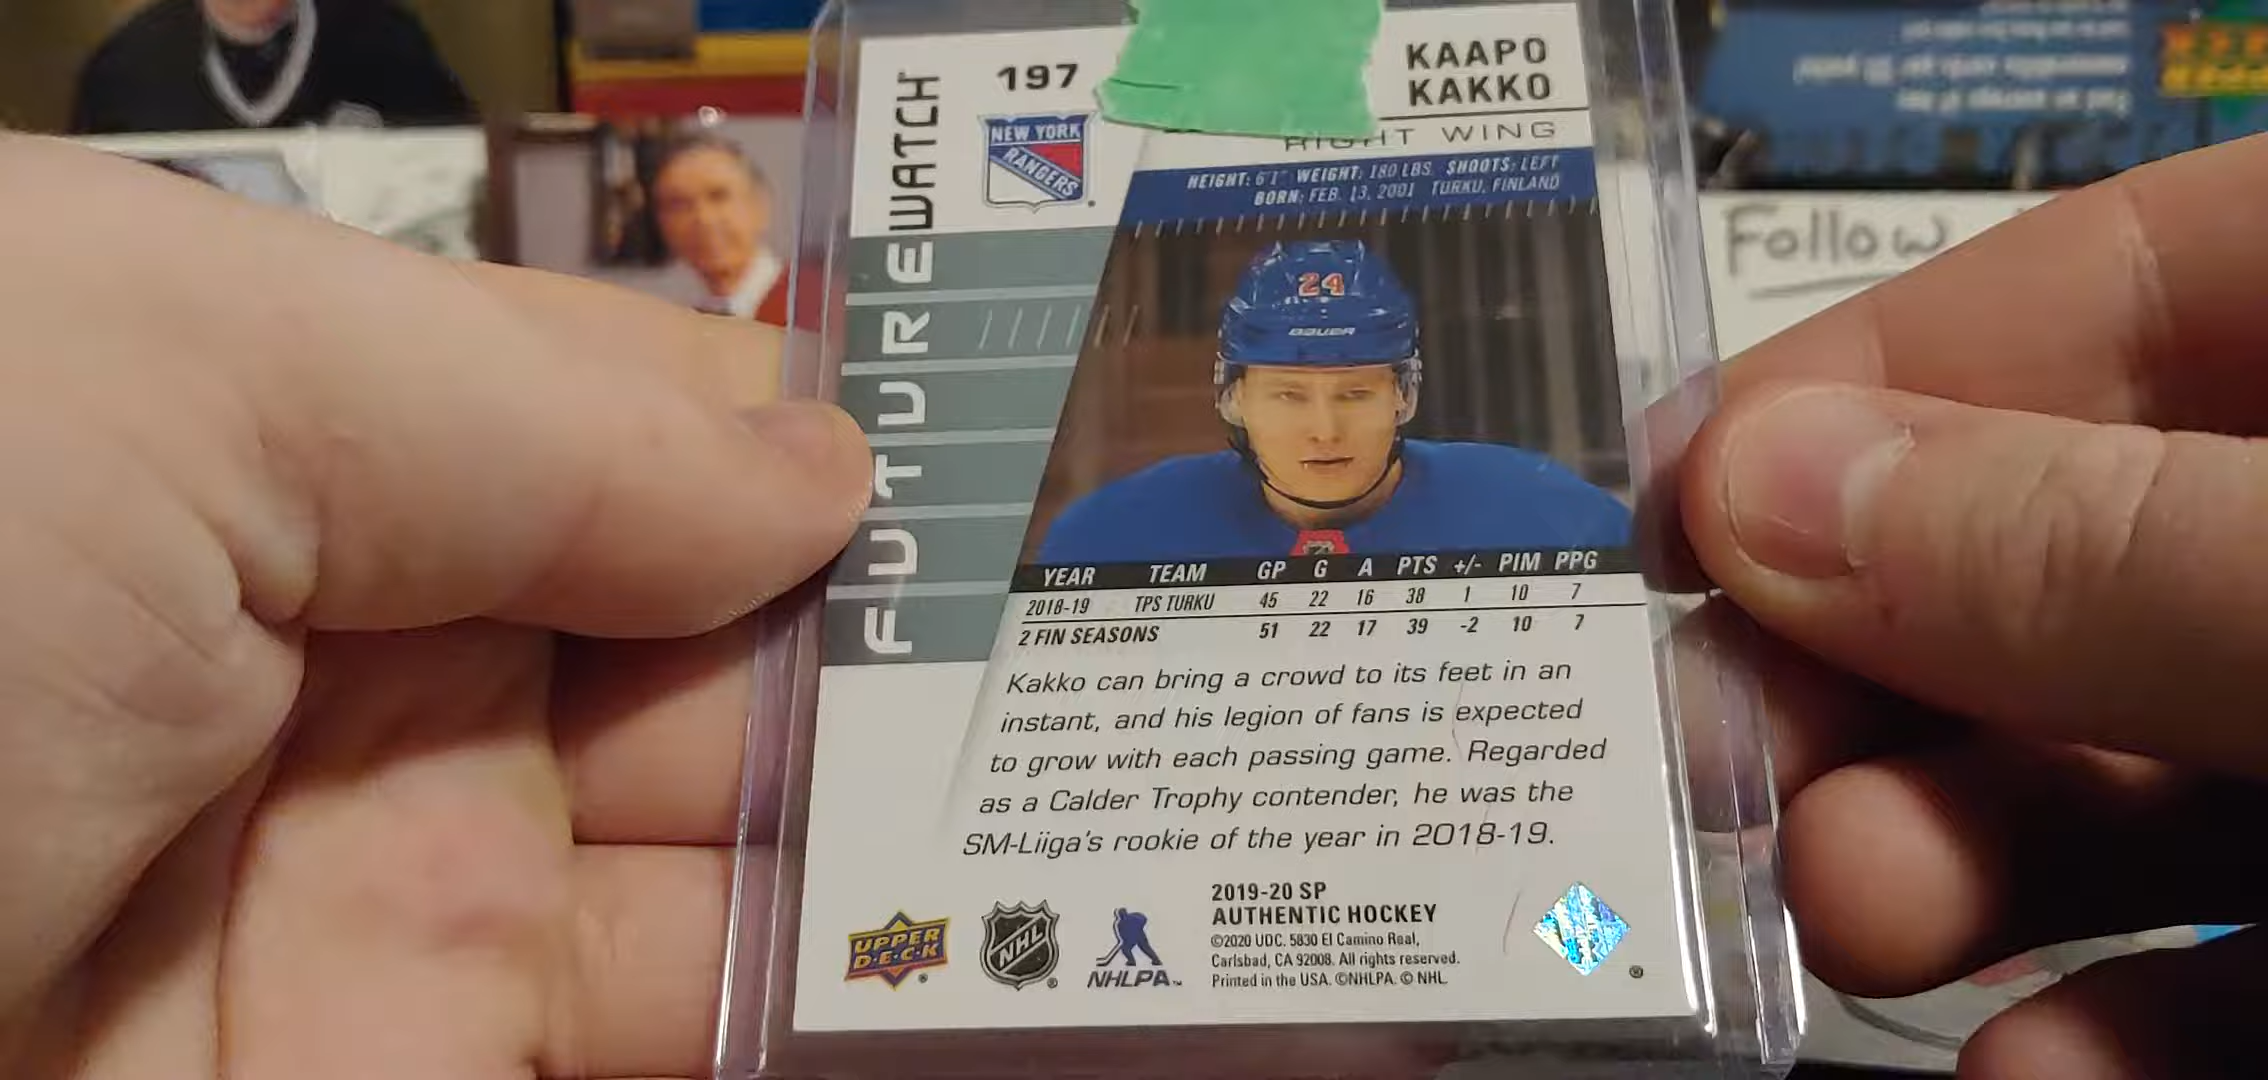 197
KAAPO
KAKKO
RIGHT WING
NEW YORK
RANGERS
HEIGHT: 6'1" WEIGHT: 180 LBS. SHOOTS: LEFT
BORN: FEB. 13, 2001 TURKU, FINLAND
FUTURE WATCH
24
BAUER
YEAR TEAM GP G A PTS +/- PIM PPG
2018-19 TPS TURKU 45 22 16 38 1 10 7
2 FIN SEASONS 51 22 17 39 -2 10 7
Kakko can bring a crowd to its feet in an
instant, and his legion of fans is expected
to grow with each passing game. Regarded
as a Calder Trophy contender, he was the
SM-Liiga's rookie of the year in 2018-19.
UPPER
D·E·C·K
NHL
NHLPA™
2019-20 SP
AUTHENTIC HOCKEY
©2020 UDC. 5830 El Camino Real,
Carlsbad, CA 92008. All rights reserved.
Printed in the USA. ©NHLPA. © NHL.
Follow